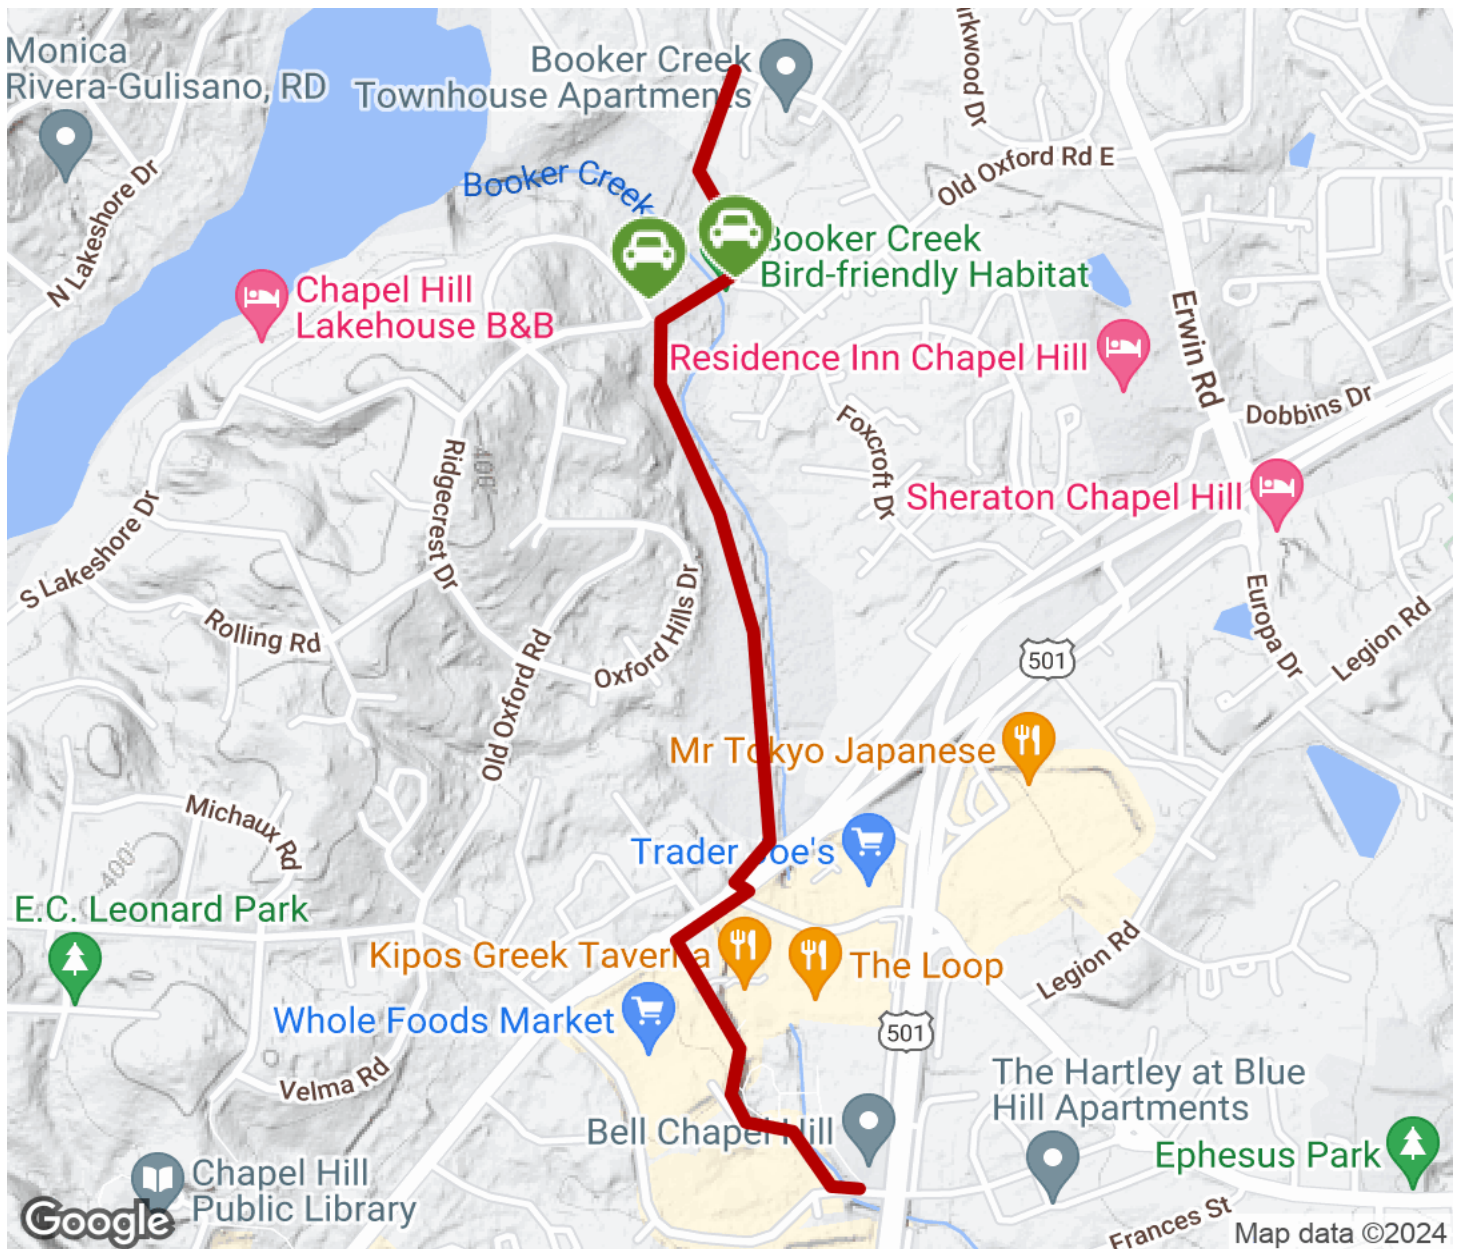 Monica
Rivera-Gulisano, RD
Booker Creek
Townhouse Apartments
rkwood Dr
Old Oxford Rd E
N Lakeshore Dr
Booker Creek
Booker Creek
Bird-friendly Habitat
Chapel Hill
Lakehouse B&B
Erwin Rd
Residence Inn Chapel Hill
Dobbins Dr
Foxcroft Dr
400'
Ridgecrest Dr
Sheraton Chapel Hill
S Lakeshore Dr
Rolling Rd
Oxford Hills Dr
Old Oxford Rd
Europa Dr
Legion Rd
501
Mr Tokyo Japanese
Michaux Rd
400'
Trader Joe's
E.C. Leonard Park
Kipos Greek Taverna
The Loop
Legion Rd
Whole Foods Market
501
Velma Rd
The Hartley at Blue
Hill Apartments
Bell Chapel Hill
Ephesus Park
Chapel Hill
Public Library
Frances St
Google
Map data ©2024